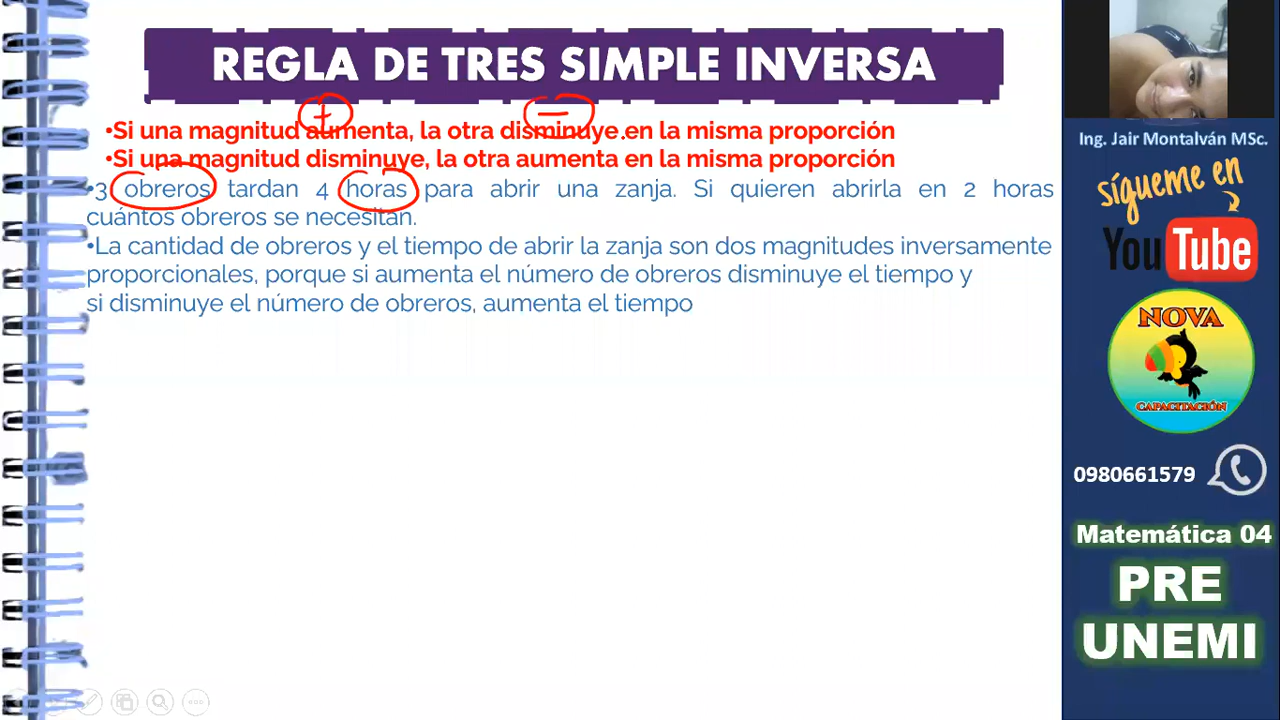 REGLA DE TRES SIMPLE INVERSA
+ −
•Si una magnitud aumenta, la otra disminuye en la misma proporción
•Si una magnitud disminuye, la otra aumenta en la misma proporción
•3 obreros tardan 4 horas para abrir una zanja. Si quieren abrirla en 2 horas
cuántos obreros se necesitan.
•La cantidad de obreros y el tiempo de abrir la zanja son dos magnitudes inversamente
proporcionales, porque si aumenta el número de obreros disminuye el tiempo y
si disminuye el número de obreros, aumenta el tiempo
Ing. Jair Montalván MSc.
sígueme en
YouTube
NOVA
CAPACITACIÓN
0980661579
Matemática 04
PRE
UNEMI